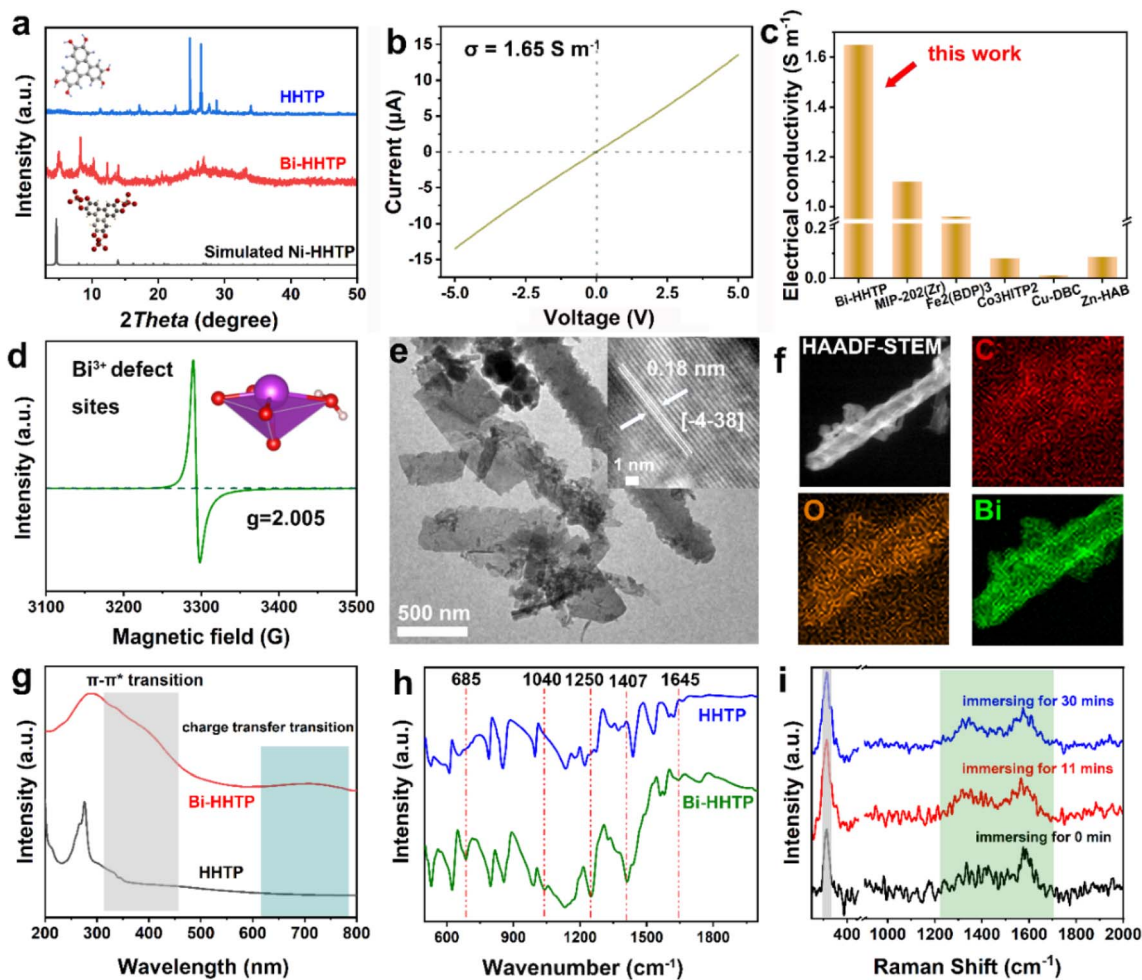 a
HHTP
Bi-HHTP
Simulated Ni-HHTP
Intensity (a.u.)
10 20 30 40 50
2Theta (degree)
b
σ = 1.65 S m⁻¹
Current (μA)
15
10
5
0
-5
-10
-15
-5.0 -2.5 0.0 2.5 5.0
Voltage (V)
c
this work
Electrical conductivity (S m⁻¹)
1.6
1.4
1.2
1.0
0.2
0.0
Bi-HHTP MIP-202(Zr) Fe2(BDP)3 Co3HITP2 Cu-DBC Zn-HAB
d
Bi³⁺ defect
sites
g=2.005
Intensity (a.u.)
3100 3200 3300 3400 3500
Magnetic field (G)
e
0.18 nm
[-4-38]
1 nm
500 nm
f
HAADF-STEM
C
O
Bi
g
π-π* transition
charge transfer transition
Bi-HHTP
HHTP
Intensity (a.u.)
200 300 400 500 600 700 800
Wavelength (nm)
h
685 1040 1250 1407 1645
HHTP
Bi-HHTP
Intensity (a.u.)
600 900 1200 1500 1800
Wavenumber (cm⁻¹)
i
immersing for 30 mins
immersing for 11 mins
immersing for 0 min
Intensity (a.u.)
400 1000 1200 1400 1600 1800 2000
Raman Shift (cm⁻¹)